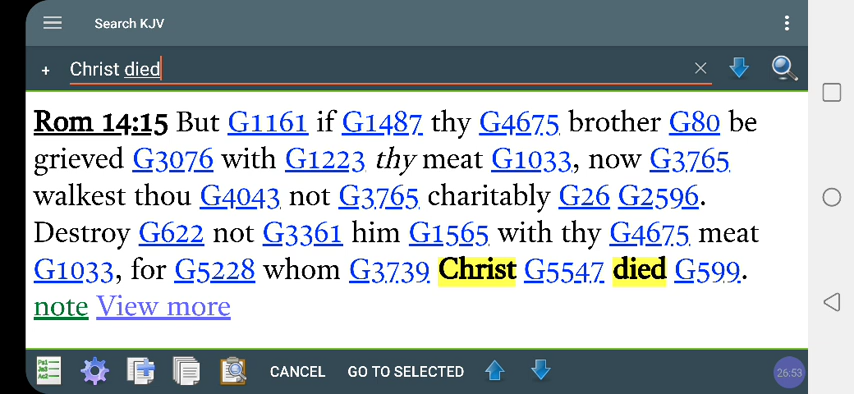 Search KJV
+ Christ died
Rom 14:15 But G1161 if G1487 thy G4675 brother G80 be
grieved G3076 with G1223 thy meat G1033, now G3765
walkest thou G4043 not G3765 charitably G26 G2596.
Destroy G622 not G3361 him G1565 with thy G4675 meat
G1033, for G5228 whom G3739 Christ G5547 died G599.
note View more
CANCEL GO TO SELECTED 26:53